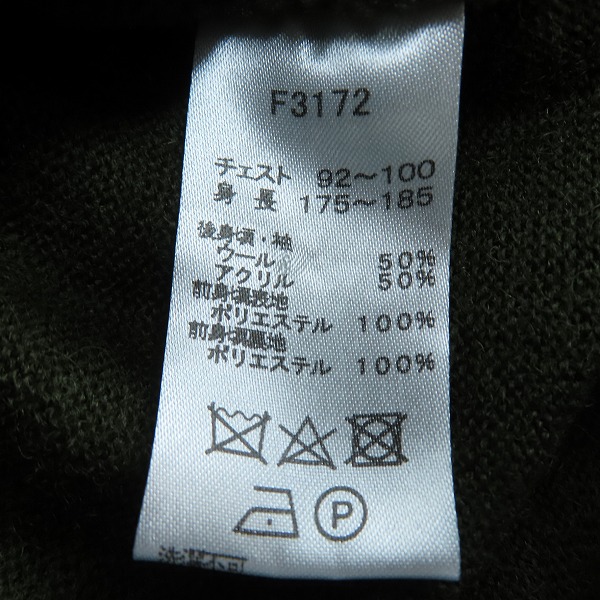 F3172
チェスト 92～100
身長 175～185
後身頃・袖
ウール 50%
アクリル 50%
前身頃裏表地
ポリエステル 100%
前身頃裏裏地
ポリエステル 100%
P